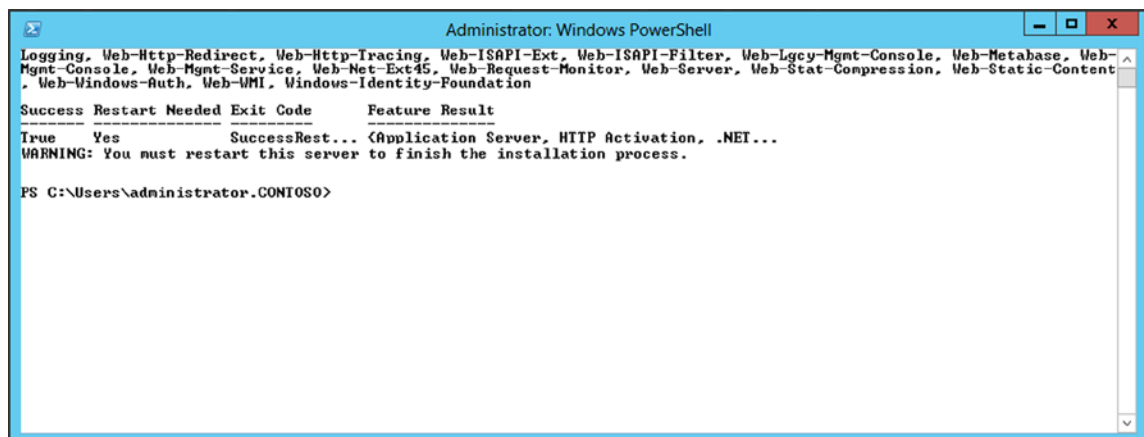 Administrator: Windows PowerShell
Logging, Web-Http-Redirect, Web-Http-Tracing, Web-ISAPI-Ext, Web-ISAPI-Filter, Web-Lgcy-Mgmt-Console, Web-Metabase, Web-
Mgmt-Console, Web-Mgmt-Service, Web-Net-Ext45, Web-Request-Monitor, Web-Server, Web-Stat-Compression, Web-Static-Content
, Web-Windows-Auth, Web-WMI, Windows-Identity-Foundation
Success Restart Needed Exit Code Feature Result
------- -------------- --------- --------------
True Yes SuccessRest... {Application Server, HTTP Activation, .NET...
WARNING: You must restart this server to finish the installation process.
PS C:\Users\administrator.CONTOSO>